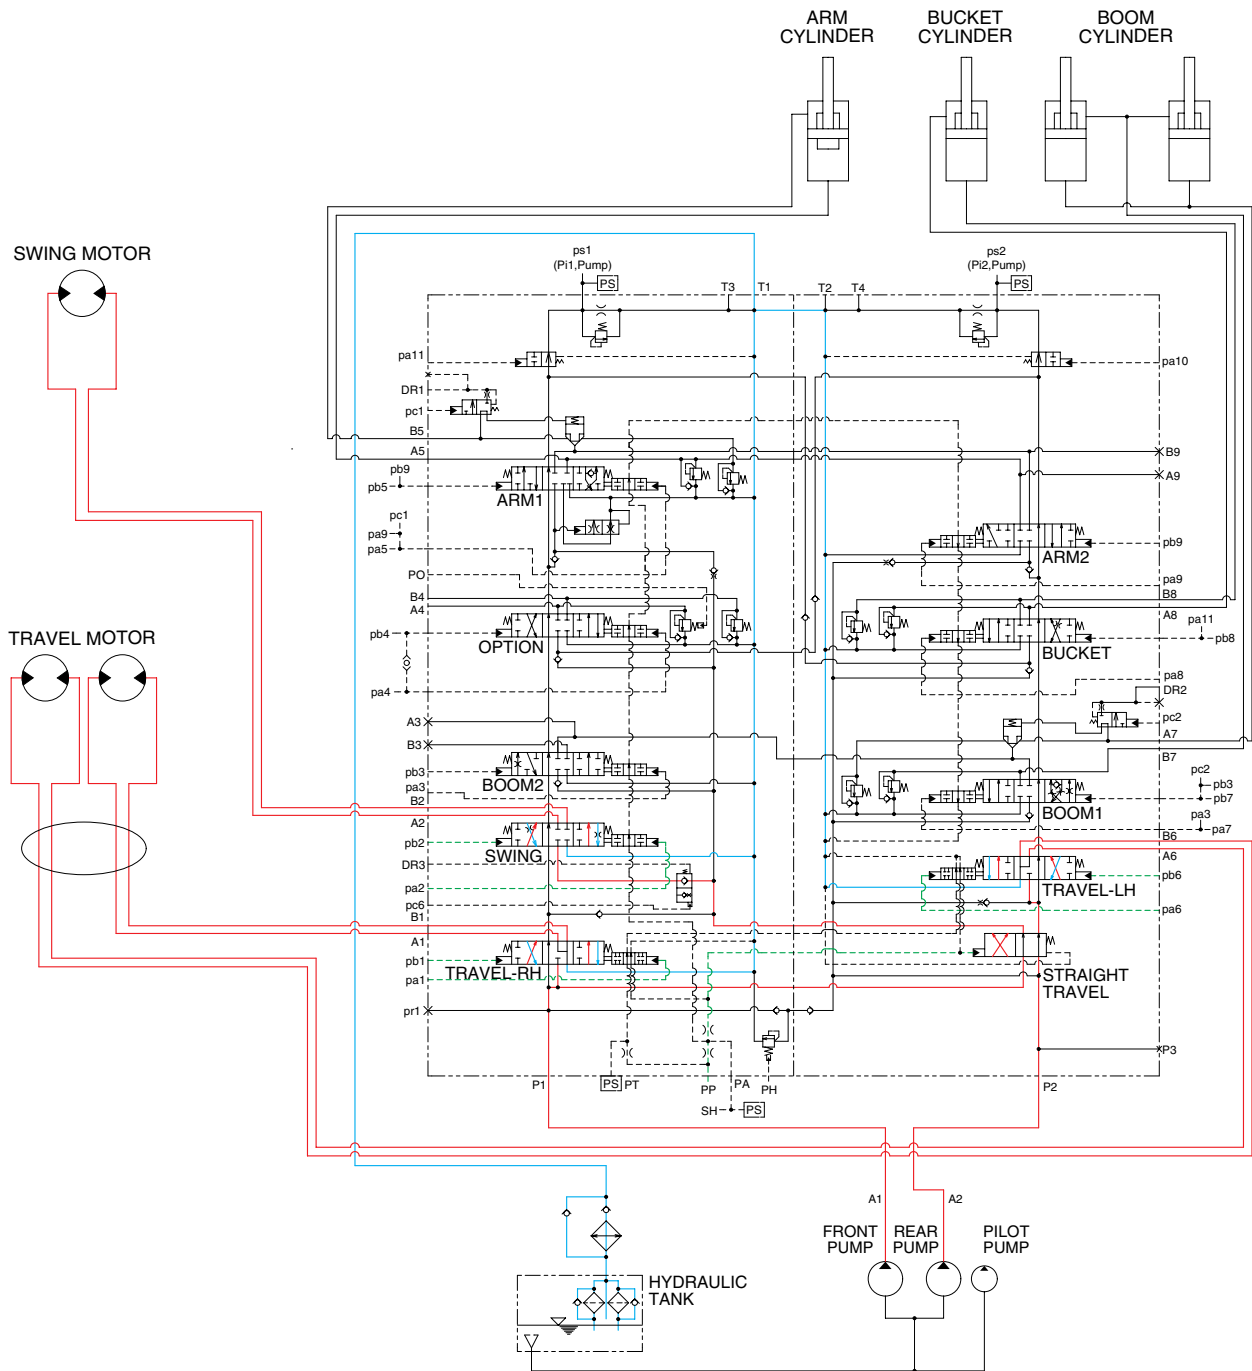 ARM
CYLINDER
BUCKET
CYLINDER
BOOM
CYLINDER
SWING MOTOR
ps1
(Pi1,Pump)
PS
ps2
(Pi2,Pump)
PS
T3
T1
T2
T4
pa11
pa10
DR1
pc1
B5
A5
B9
pb9
A9
pb5
ARM1
pc1
pa9
pa5
ARM2
pb9
PO
pa9
B4
B8
A4
A8
pa11
pb4
OPTION
BUCKET
pb8
TRAVEL MOTOR
pa4
pa8
DR2
A3
pc2
B3
A7
B7
pb3
BOOM2
pc2
pa3
pb3
B2
BOOM1
pb7
pa3
A2
pa7
pb2
SWING
B6
DR3
A6
TRAVEL-LH
pb6
pa2
pc6
pa6
B1
A1
pb1
TRAVEL-RH
STRAIGHT
TRAVEL
pa1
pr1
P3
P1
PS
PT
PP
PA
PH
P2
SH
PS
A1
A2
FRONT
PUMP
REAR
PUMP
PILOT
PUMP
HYDRAULIC
TANK